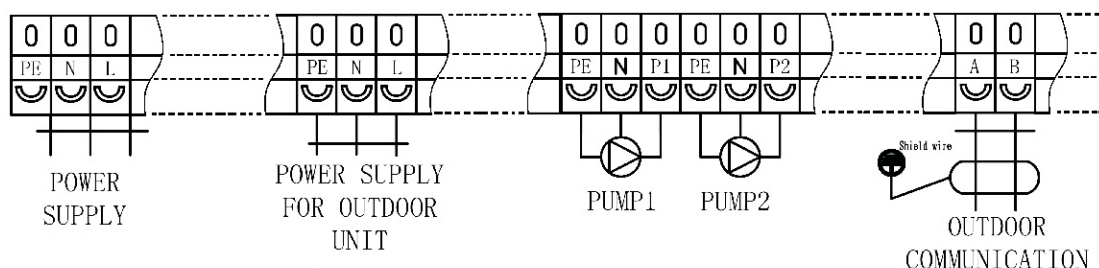 0 0 0 0 0 0 0 0 0 0 0 0 0 0
PE N L PE N L PE N P1 PE N P2 A B
Shield wire
POWER
SUPPLY
POWER SUPPLY
FOR OUTDOOR
UNIT
PUMP1 PUMP2
OUTDOOR
COMMUNICATION